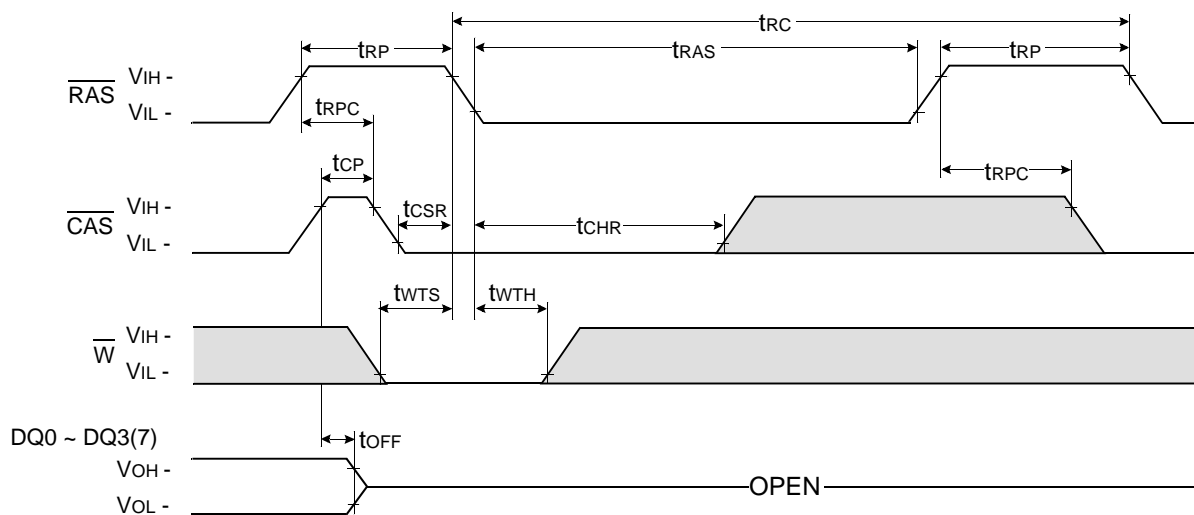 tRC
tRP tRAS tRP
RAS VIH -
VIL -
tRPC
tCP tRPC
CAS VIH -
VIL -
tCSR tCHR
tWTS tWTH
W VIH -
VIL -
DQ0 ~ DQ3(7) tOFF
VOH -
VOL -
OPEN